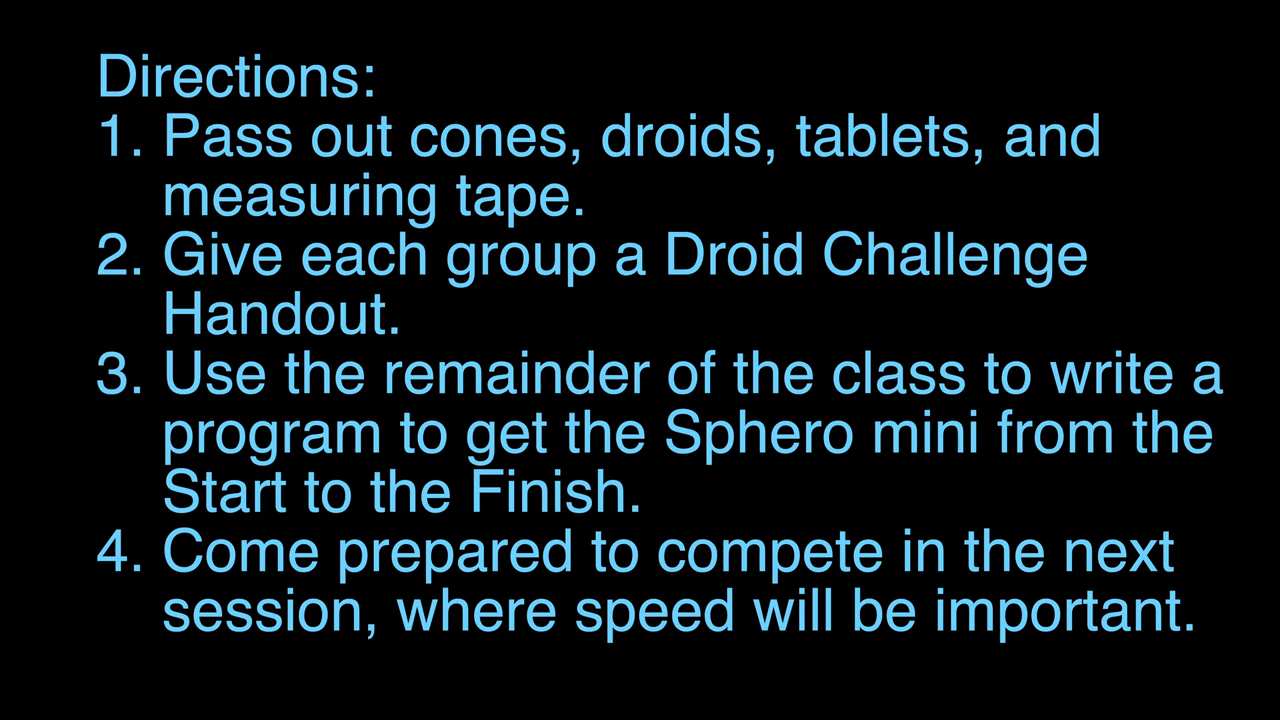 Directions:
1. Pass out cones, droids, tablets, and
measuring tape.
2. Give each group a Droid Challenge
Handout.
3. Use the remainder of the class to write a
program to get the Sphero mini from the
Start to the Finish.
4. Come prepared to compete in the next
session, where speed will be important.